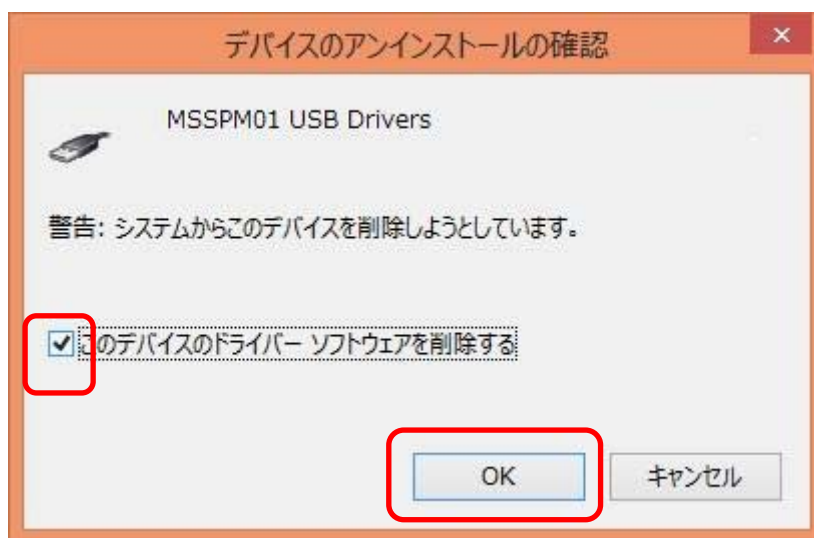 デバイスのアンインストールの確認
MSSPM01 USB Drivers
警告: システムからこのデバイスを削除しようとしています。
このデバイスのドライバー ソフトウェアを削除する
OK
キャンセル